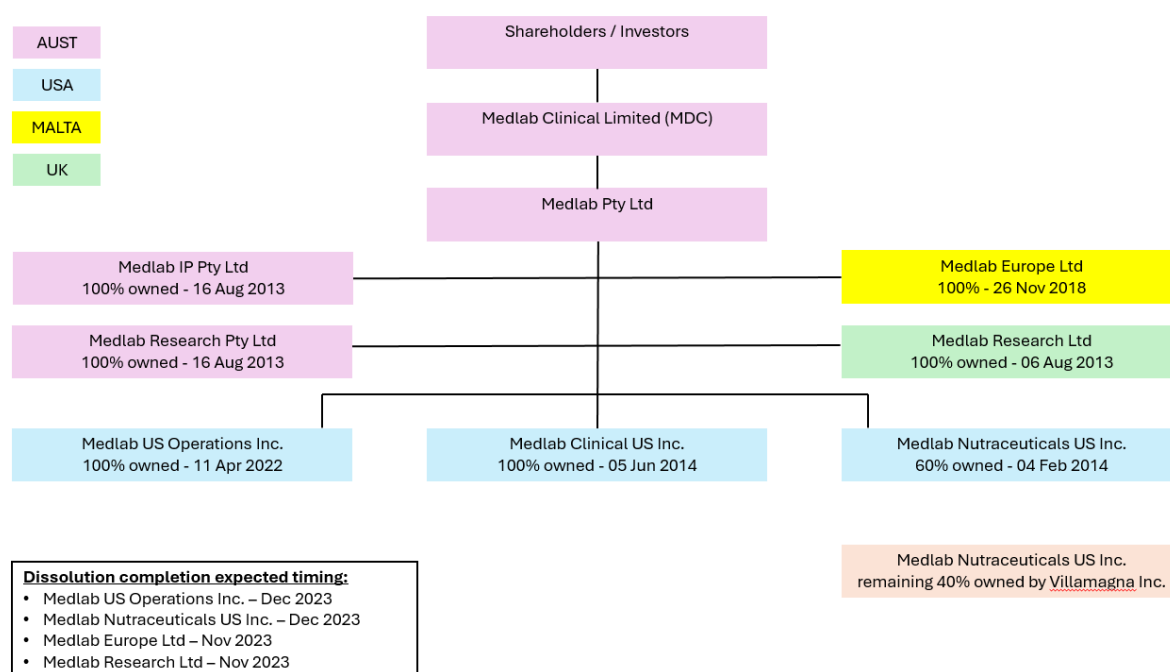 AUST
USA
MALTA
UK
Shareholders / Investors
Medlab Clinical Limited (MDC)
Medlab Pty Ltd
Medlab IP Pty Ltd
100% owned - 16 Aug 2013
Medlab Europe Ltd
100% - 26 Nov 2018
Medlab Research Pty Ltd
100% owned - 16 Aug 2013
Medlab Research Ltd
100% owned - 06 Aug 2013
Medlab US Operations Inc.
100% owned - 11 Apr 2022
Medlab Clinical US Inc.
100% owned - 05 Jun 2014
Medlab Nutraceuticals US Inc.
60% owned - 04 Feb 2014
Medlab Nutraceuticals US Inc.
remaining 40% owned by Villamagna Inc.
Dissolution completion expected timing:
• Medlab US Operations Inc. – Dec 2023
• Medlab Nutraceuticals US Inc. – Dec 2023
• Medlab Europe Ltd – Nov 2023
• Medlab Research Ltd – Nov 2023